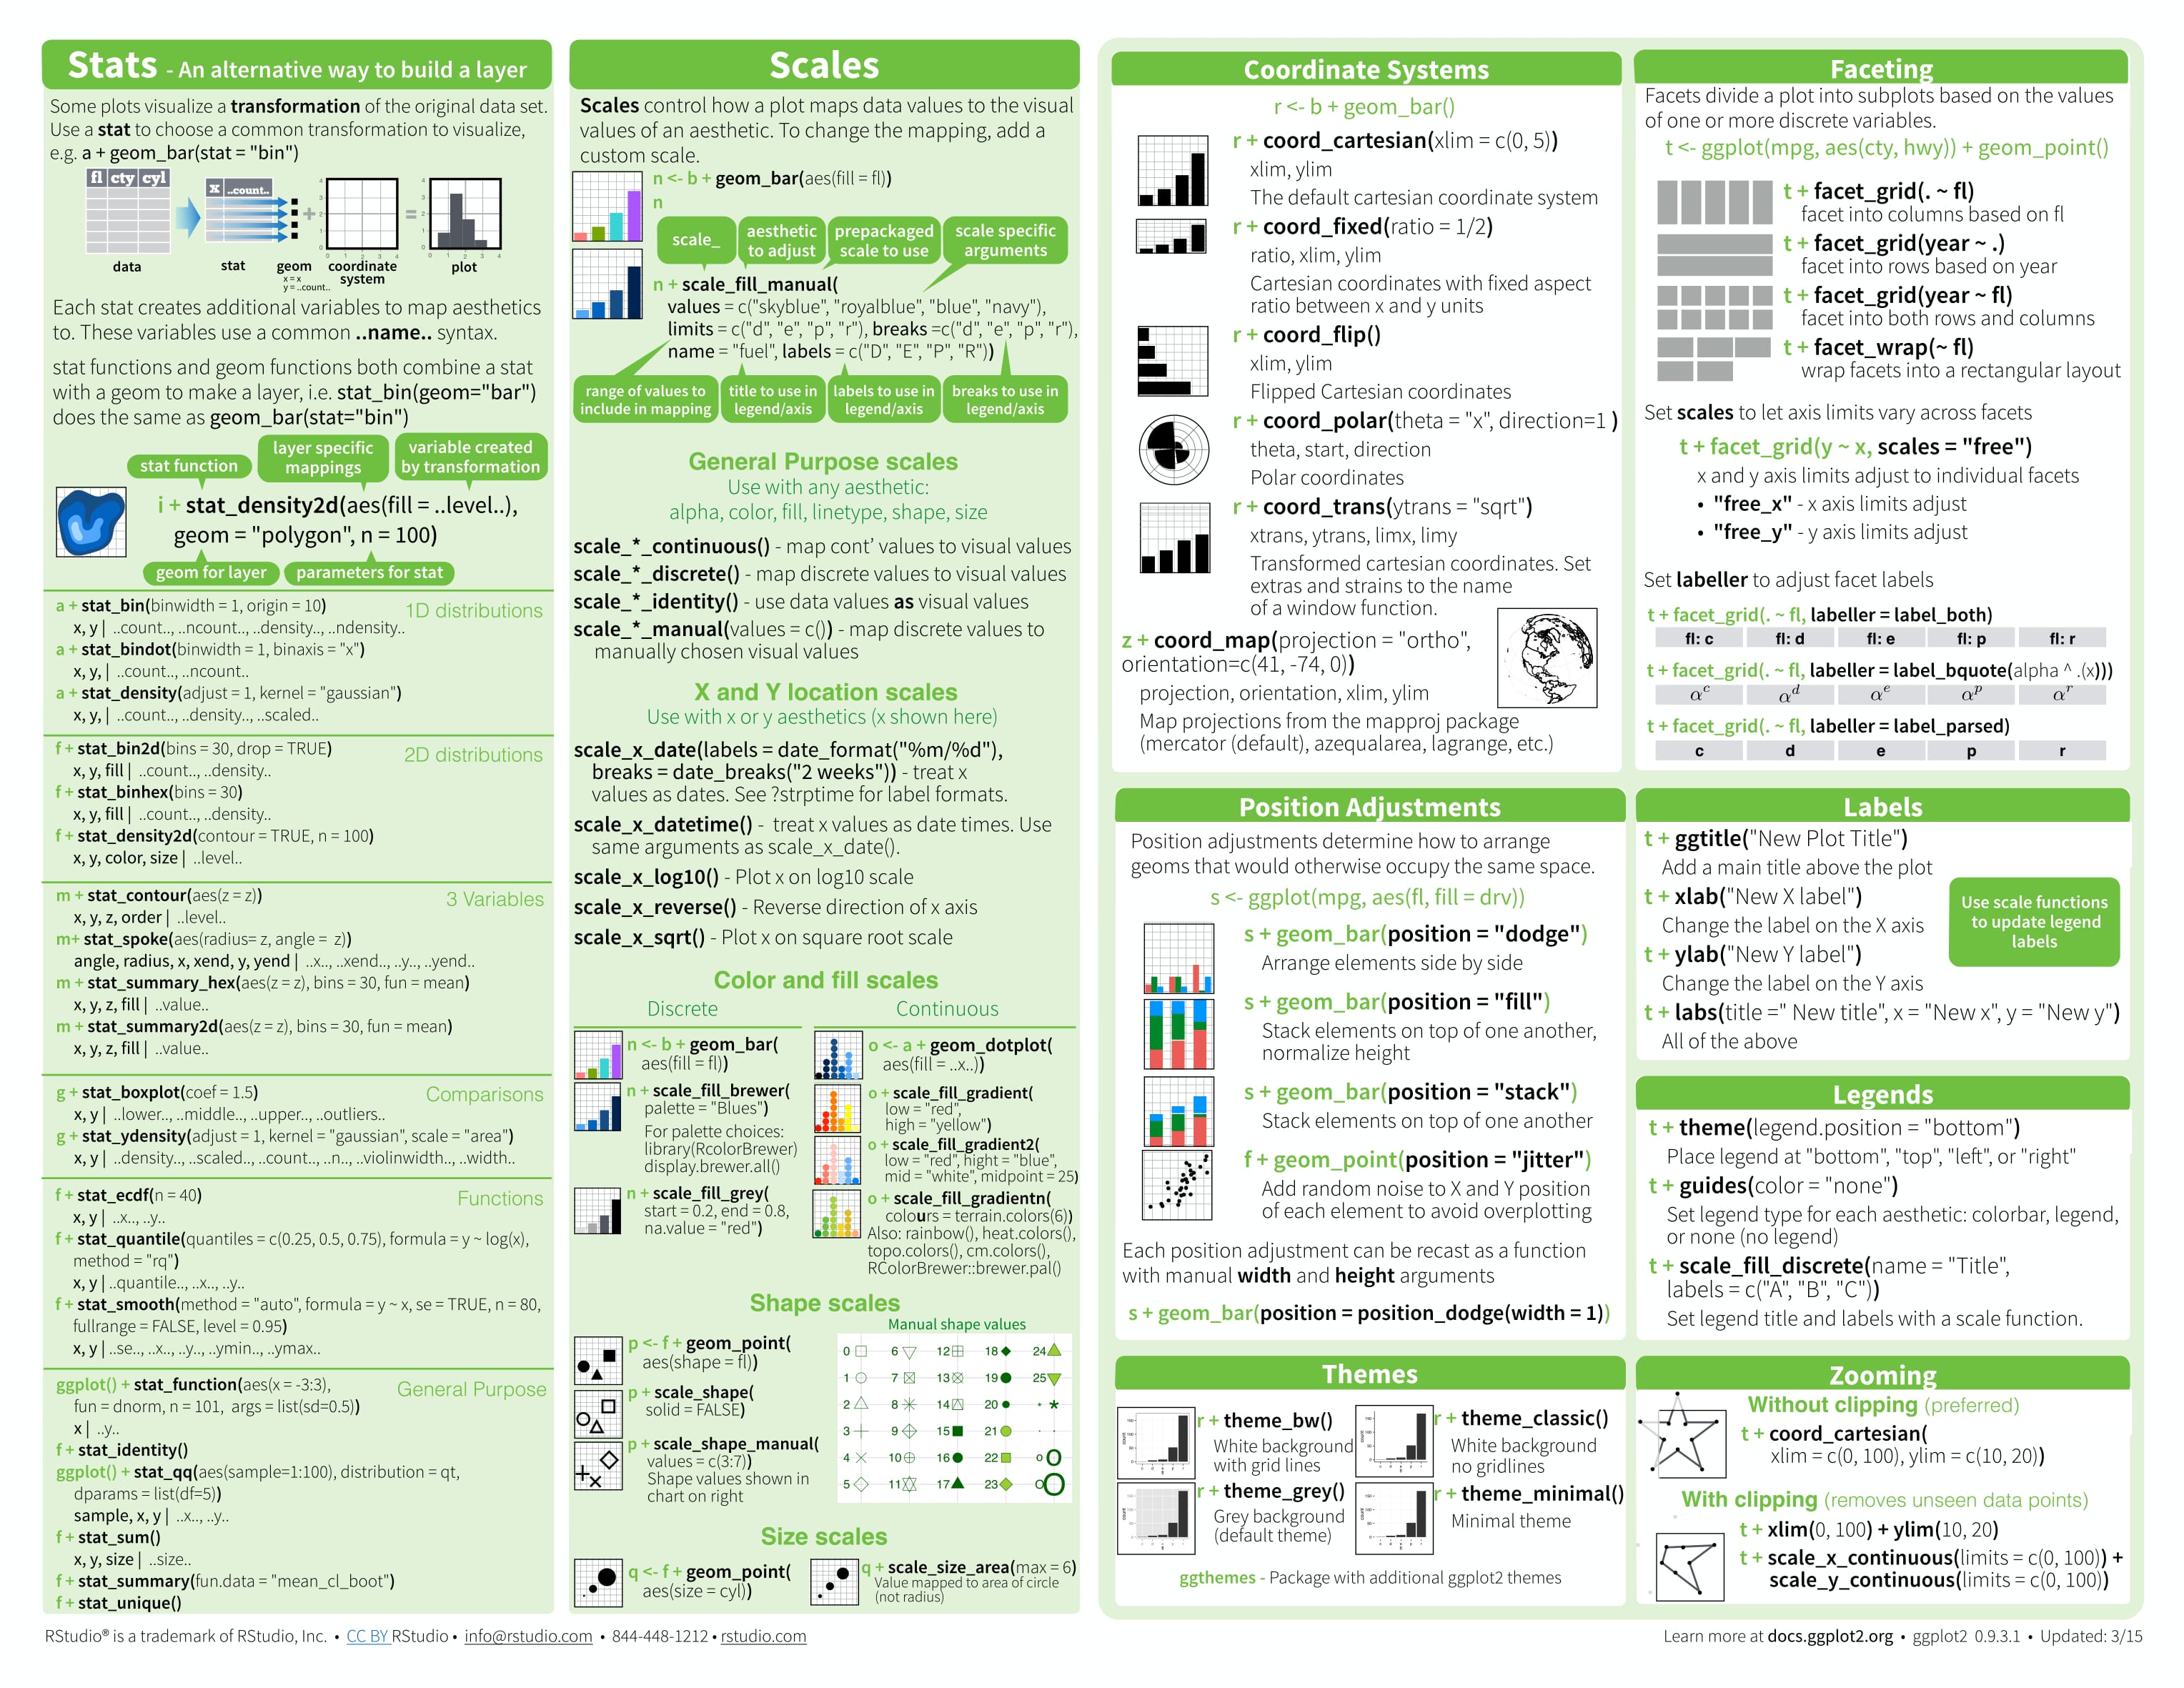 Stats - An alternative way to build a layer
Some plots visualize a transformation of the original data set.
Use a stat to choose a common transformation to visualize,
e.g. a + geom_bar(stat = "bin")
fl cty cyl
x ..count..
+
=
4
3
2
1
0
0 1 2 3 4
4
3
2
1
0
0 1 2 3 4
data
stat
geom
x = x
y = ..count..
coordinate
system
plot
Each stat creates additional variables to map aesthetics
to. These variables use a common ..name.. syntax.
stat functions and geom functions both combine a stat
with a geom to make a layer, i.e. stat_bin(geom="bar")
does the same as geom_bar(stat="bin")
stat function
layer specific
mappings
variable created
by transformation
i + stat_density2d(aes(fill = ..level..),
geom = "polygon", n = 100)
geom for layer
parameters for stat
1D distributions
a + stat_bin(binwidth = 1, origin = 10)
x, y | ..count.., ..ncount.., ..density.., ..ndensity..
a + stat_bindot(binwidth = 1, binaxis = "x")
x, y, | ..count.., ..ncount..
a + stat_density(adjust = 1, kernel = "gaussian")
x, y, | ..count.., ..density.., ..scaled..
2D distributions
f + stat_bin2d(bins = 30, drop = TRUE)
x, y, fill | ..count.., ..density..
f + stat_binhex(bins = 30)
x, y, fill | ..count.., ..density..
f + stat_density2d(contour = TRUE, n = 100)
x, y, color, size | ..level..
3 Variables
m + stat_contour(aes(z = z))
x, y, z, order | ..level..
m+ stat_spoke(aes(radius= z, angle = z))
angle, radius, x, xend, y, yend | ..x.., ..xend.., ..y.., ..yend..
m + stat_summary_hex(aes(z = z), bins = 30, fun = mean)
x, y, z, fill | ..value..
m + stat_summary2d(aes(z = z), bins = 30, fun = mean)
x, y, z, fill | ..value..
Comparisons
g + stat_boxplot(coef = 1.5)
x, y | ..lower.., ..middle.., ..upper.., ..outliers..
g + stat_ydensity(adjust = 1, kernel = "gaussian", scale = "area")
x, y | ..density.., ..scaled.., ..count.., ..n.., ..violinwidth.., ..width..
Functions
f + stat_ecdf(n = 40)
x, y | ..x.., ..y..
f + stat_quantile(quantiles = c(0.25, 0.5, 0.75), formula = y ~ log(x),
method = "rq")
x, y | ..quantile.., ..x.., ..y..
f + stat_smooth(method = "auto", formula = y ~ x, se = TRUE, n = 80,
fullrange = FALSE, level = 0.95)
x, y | ..se.., ..x.., ..y.., ..ymin.., ..ymax..
General Purpose
ggplot() + stat_function(aes(x = -3:3),
fun = dnorm, n = 101, args = list(sd=0.5))
x | ..y..
f + stat_identity()
ggplot() + stat_qq(aes(sample=1:100), distribution = qt,
dparams = list(df=5))
sample, x, y | ..x.., ..y..
f + stat_sum()
x, y, size | ..size..
f + stat_summary(fun.data = "mean_cl_boot")
f + stat_unique()
Scales
Scales control how a plot maps data values to the visual
values of an aesthetic. To change the mapping, add a
custom scale.
n <- b + geom_bar(aes(fill = fl))
n
scale_
aesthetic
to adjust
prepackaged
scale to use
scale specific
arguments
n + scale_fill_manual(
values = c("skyblue", "royalblue", "blue", "navy"),
limits = c("d", "e", "p", "r"), breaks =c("d", "e", "p", "r"),
name = "fuel", labels = c("D", "E", "P", "R"))
range of values to
include in mapping
title to use in
legend/axis
labels to use in
legend/axis
breaks to use in
legend/axis
General Purpose scales
Use with any aesthetic:
alpha, color, fill, linetype, shape, size
scale_*_continuous() - map cont’ values to visual values
scale_*_discrete() - map discrete values to visual values
scale_*_identity() - use data values as visual values
scale_*_manual(values = c()) - map discrete values to
manually chosen visual values
X and Y location scales
Use with x or y aesthetics (x shown here)
scale_x_date(labels = date_format("%m/%d"),
breaks = date_breaks("2 weeks")) - treat x
values as dates. See ?strptime for label formats.
scale_x_datetime() - treat x values as date times. Use
same arguments as scale_x_date().
scale_x_log10() - Plot x on log10 scale
scale_x_reverse() - Reverse direction of x axis
scale_x_sqrt() - Plot x on square root scale
Color and fill scales
Discrete
n <- b + geom_bar(
aes(fill = fl))
n + scale_fill_brewer(
palette = "Blues")
For palette choices:
library(RcolorBrewer)
display.brewer.all()
n + scale_fill_grey(
start = 0.2, end = 0.8,
na.value = "red")
Continuous
o <- a + geom_dotplot(
aes(fill = ..x..))
o + scale_fill_gradient(
low = "red",
high = "yellow")
o + scale_fill_gradient2(
low = "red", hight = "blue",
mid = "white", midpoint = 25)
o + scale_fill_gradientn(
colours = terrain.colors(6))
Also: rainbow(), heat.colors(),
topo.colors(), cm.colors(),
RColorBrewer::brewer.pal()
Shape scales
p <- f + geom_point(
aes(shape = fl))
p + scale_shape(
solid = FALSE)
p + scale_shape_manual(
values = c(3:7))
Shape values shown in
chart on right
Manual shape values
0 6 12 18 24
1 7 13 19 25
2 8 14 20 * *
3 9 15 21 . .
4 10 16 22 o O
5 11 17 23 O O
Size scales
q <- f + geom_point(
aes(size = cyl))
q + scale_size_area(max = 6)
Value mapped to area of circle
(not radius)
Coordinate Systems
r <- b + geom_bar()
r + coord_cartesian(xlim = c(0, 5))
xlim, ylim
The default cartesian coordinate system
r + coord_fixed(ratio = 1/2)
ratio, xlim, ylim
Cartesian coordinates with fixed aspect
ratio between x and y units
r + coord_flip()
xlim, ylim
Flipped Cartesian coordinates
r + coord_polar(theta = "x", direction=1 )
theta, start, direction
Polar coordinates
r + coord_trans(ytrans = "sqrt")
xtrans, ytrans, limx, limy
Transformed cartesian coordinates. Set
extras and strains to the name
of a window function.
z + coord_map(projection = "ortho",
orientation=c(41, -74, 0))
projection, orientation, xlim, ylim
Map projections from the mapproj package
(mercator (default), azequalarea, lagrange, etc.)
Position Adjustments
Position adjustments determine how to arrange
geoms that would otherwise occupy the same space.
s <- ggplot(mpg, aes(fl, fill = drv))
s + geom_bar(position = "dodge")
Arrange elements side by side
s + geom_bar(position = "fill")
Stack elements on top of one another,
normalize height
s + geom_bar(position = "stack")
Stack elements on top of one another
f + geom_point(position = "jitter")
Add random noise to X and Y position
of each element to avoid overplotting
Each position adjustment can be recast as a function
with manual width and height arguments
s + geom_bar(position = position_dodge(width = 1))
Themes
r + theme_bw()
White background
with grid lines
r + theme_grey()
Grey background
(default theme)
r + theme_classic()
White background
no gridlines
r + theme_minimal()
Minimal theme
ggthemes - Package with additional ggplot2 themes
Faceting
Facets divide a plot into subplots based on the values
of one or more discrete variables.
t <- ggplot(mpg, aes(cty, hwy)) + geom_point()
t + facet_grid(. ~ fl)
facet into columns based on fl
t + facet_grid(year ~ .)
facet into rows based on year
t + facet_grid(year ~ fl)
facet into both rows and columns
t + facet_wrap(~ fl)
wrap facets into a rectangular layout
Set scales to let axis limits vary across facets
t + facet_grid(y ~ x, scales = "free")
x and y axis limits adjust to individual facets
• "free_x" - x axis limits adjust
• "free_y" - y axis limits adjust
Set labeller to adjust facet labels
t + facet_grid(. ~ fl, labeller = label_both)
fl: c fl: d fl: e fl: p fl: r
t + facet_grid(. ~ fl, labeller = label_bquote(alpha ^ .(x)))
α^c α^d α^e α^p α^r
t + facet_grid(. ~ fl, labeller = label_parsed)
c d e p r
Labels
t + ggtitle("New Plot Title")
Add a main title above the plot
t + xlab("New X label")
Change the label on the X axis
t + ylab("New Y label")
Change the label on the Y axis
t + labs(title =" New title", x = "New x", y = "New y")
All of the above
Use scale functions
to update legend
labels
Legends
t + theme(legend.position = "bottom")
Place legend at "bottom", "top", "left", or "right"
t + guides(color = "none")
Set legend type for each aesthetic: colorbar, legend,
or none (no legend)
t + scale_fill_discrete(name = "Title",
labels = c("A", "B", "C"))
Set legend title and labels with a scale function.
Zooming
Without clipping (preferred)
t + coord_cartesian(
xlim = c(0, 100), ylim = c(10, 20))
With clipping (removes unseen data points)
t + xlim(0, 100) + ylim(10, 20)
t + scale_x_continuous(limits = c(0, 100)) +
scale_y_continuous(limits = c(0, 100))
RStudio® is a trademark of RStudio, Inc. • CC BY RStudio • info@rstudio.com • 844-448-1212 • rstudio.com
Learn more at docs.ggplot2.org • ggplot2 0.9.3.1 • Updated: 3/15